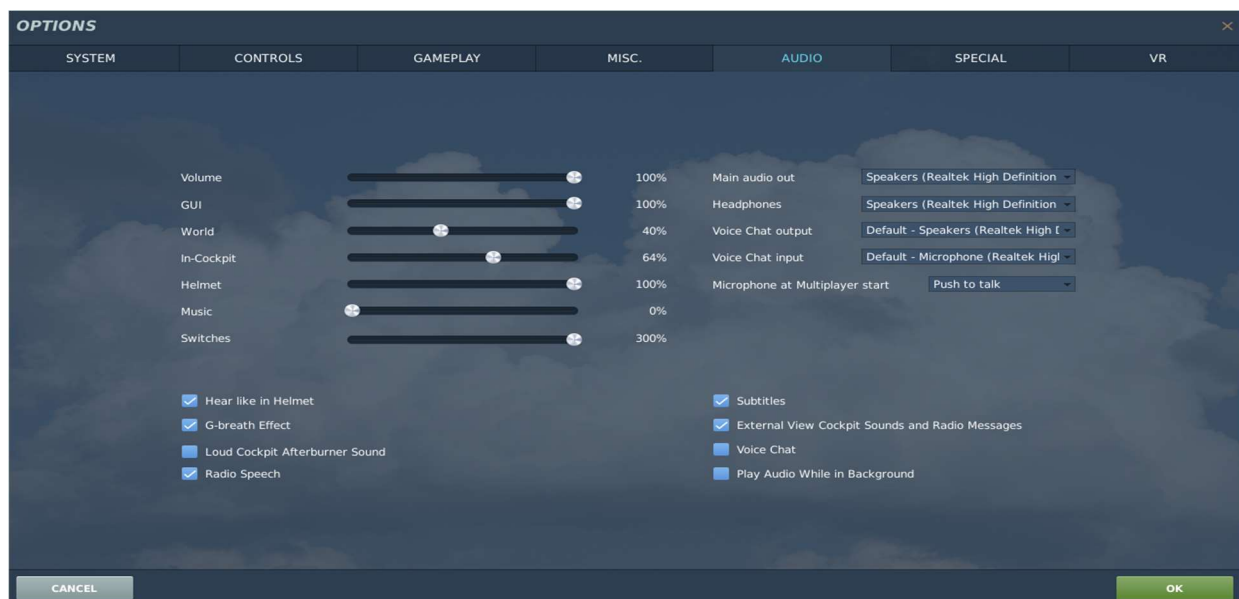 OPTIONS
SYSTEM CONTROLS GAMEPLAY MISC. AUDIO SPECIAL VR
Volume 100% Main audio out Speakers (Realtek High Definition
GUI 100% Headphones Speakers (Realtek High Definition
World 40% Voice Chat output Default - Speakers (Realtek High [
In-Cockpit 64% Voice Chat input Default - Microphone (Realtek Higl
Helmet 100% Microphone at Multiplayer start Push to talk
Music 0%
Switches 300%
Hear like in Helmet Subtitles
G-breath Effect External View Cockpit Sounds and Radio Messages
Loud Cockpit Afterburner Sound Voice Chat
Radio Speech Play Audio While in Background
CANCEL OK